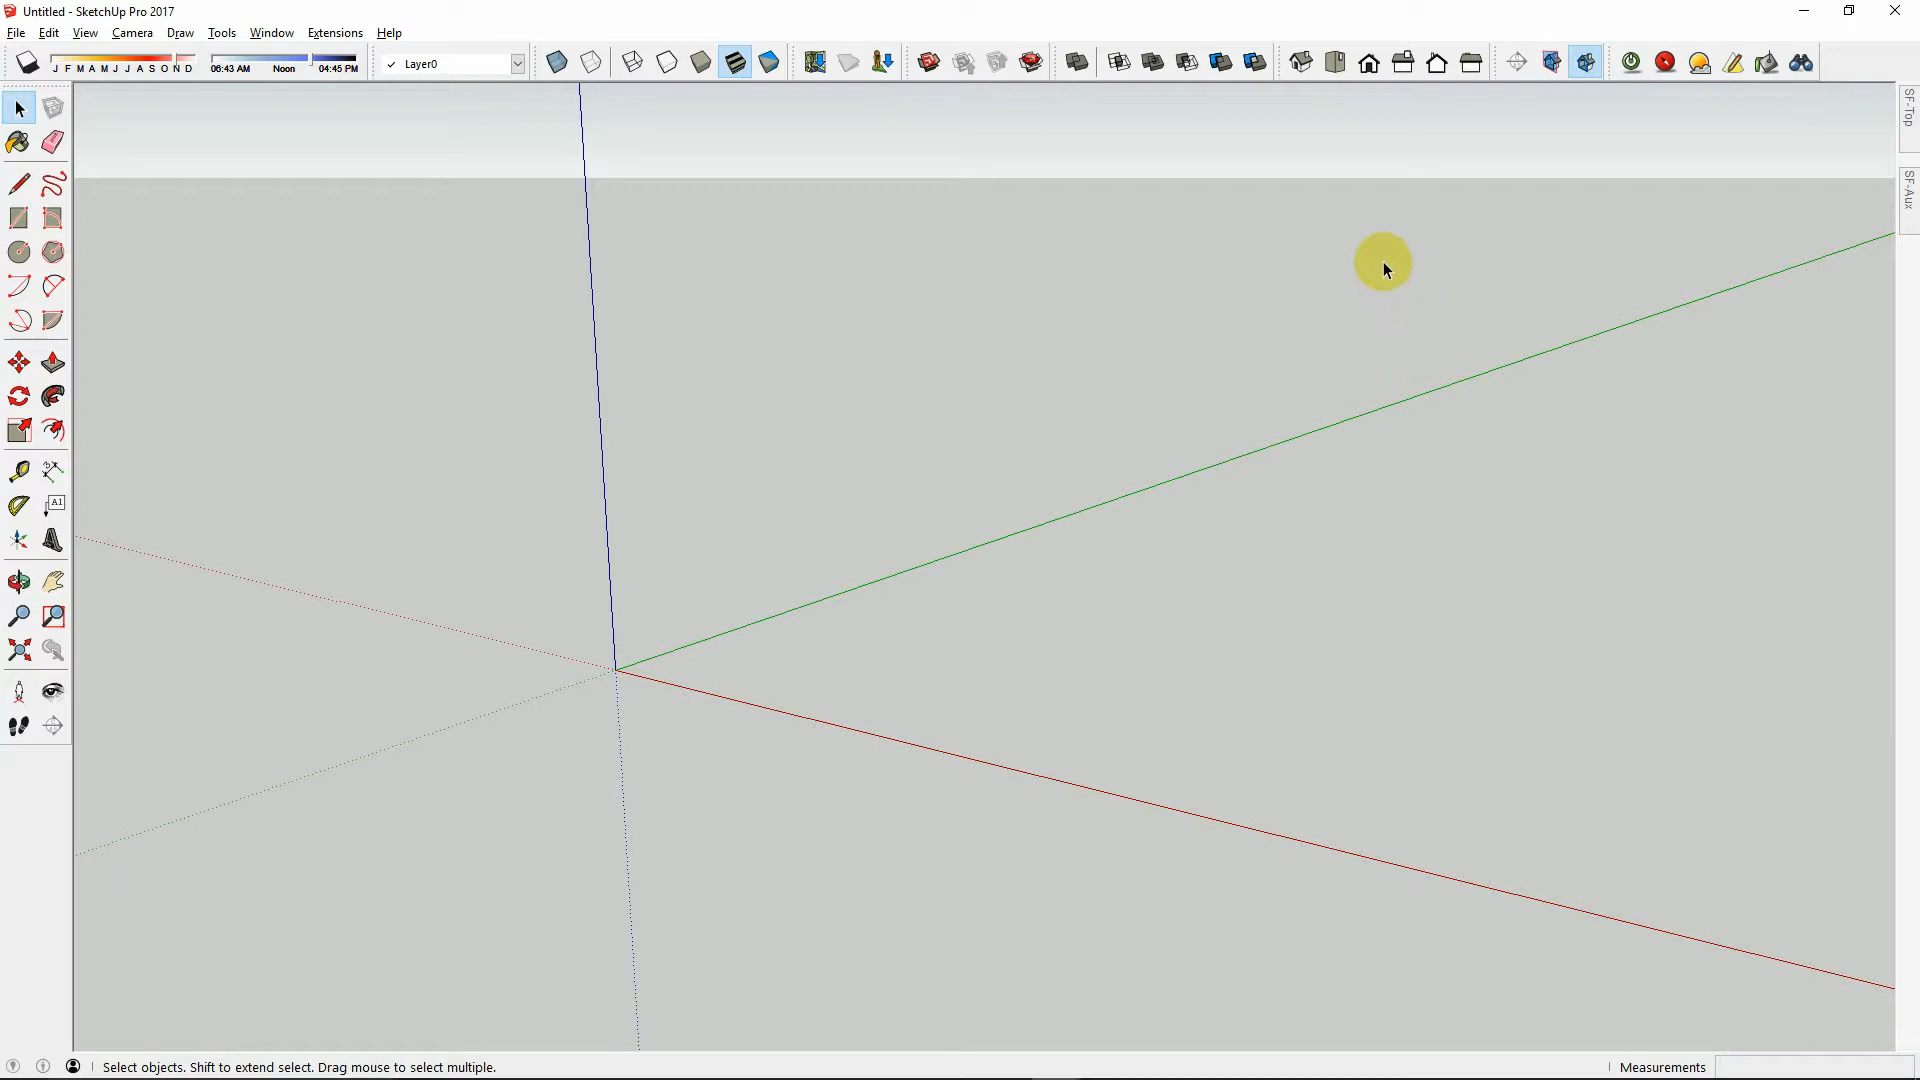 Untitled - SketchUp Pro 2017
File Edit View Camera Draw Tools Window Extensions Help
J F M A M J J A S O N D
06:43 AM Noon 04:45 PM
Layer0
SF-Top
SF-Aux
A1
Select objects. Shift to extend select. Drag mouse to select multiple.
Measurements